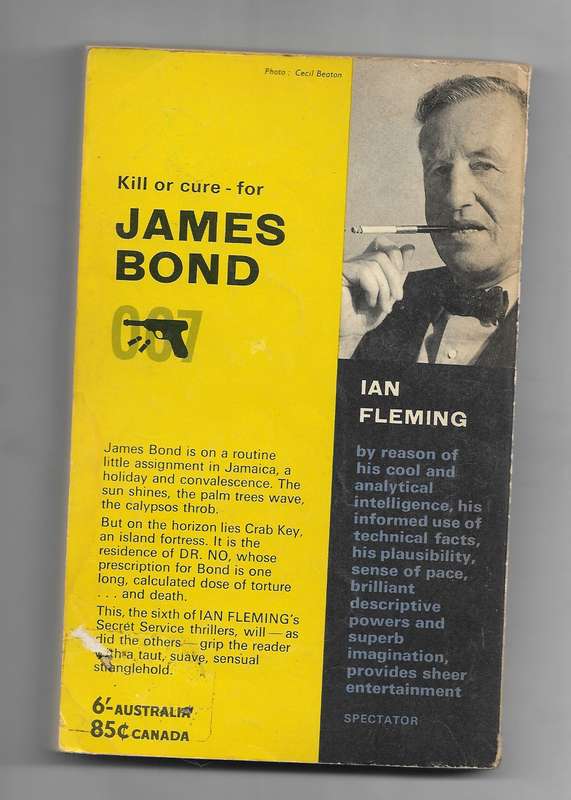 Photo: Cecil Beaton
Kill or cure - for
JAMES
BOND
007
James Bond is on a routine
little assignment in Jamaica, a
holiday and convalescence. The
sun shines, the palm trees wave,
the calypsos throb.
But on the horizon lies Crab Key,
an island fortress. It is the
residence of DR. NO, whose
prescription for Bond is one
long, calculated dose of torture
. . . and death.
This, the sixth of IAN FLEMING's
Secret Service thrillers, will — as
did the others — grip the reader
with a taut, suave, sensual
stranglehold.
6/- AUSTRALIA
85¢ CANADA
IAN
FLEMING
by reason of
his cool and
analytical
intelligence, his
informed use of
technical facts,
his plausibility,
sense of pace,
brilliant
descriptive
powers and
superb
imagination,
provides sheer
entertainment
SPECTATOR